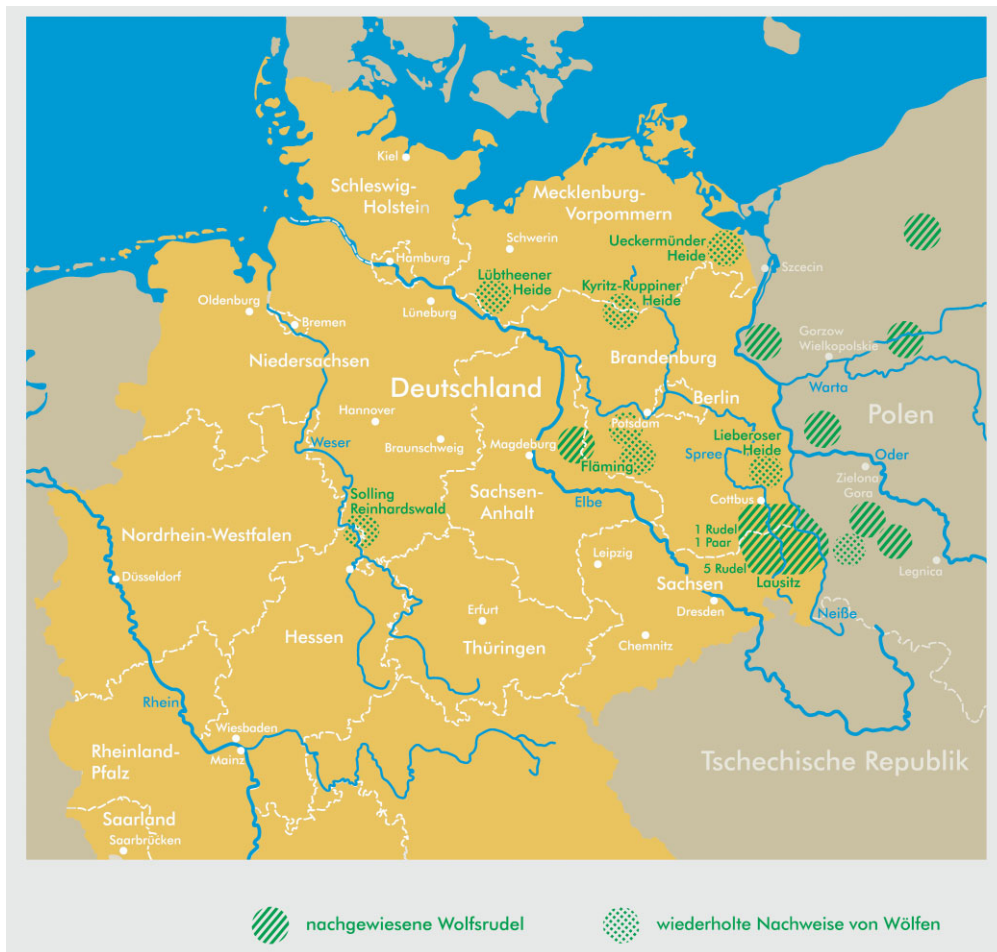 Kiel
Schleswig-
Holstein
Mecklenburg-
Vorpommern
Schwerin
Ueckermünder
Heide
Szczecin
Hamburg
Lübtheener
Heide
Kyritz-Ruppiner
Heide
Oldenburg
Lüneburg
Bremen
Gorzow
Wielkopolskie
Niedersachsen
Brandenburg
Deutschland
Warta
Berlin
Hannover
Potsdam
Polen
Weser
Braunschweig
Magdeburg
Lieberoser
Heide
Fläming
Spree
Oder
Zielona
Gora
Solling
Reinhardswald
Sachsen-
Anhalt
Elbe
Cottbus
Nordrhein-Westfalen
1 Rudel
1 Paar
Leipzig
5 Rudel
Lausitz
Legnica
Düsseldorf
Sachsen
Dresden
Neiße
Erfurt
Hessen
Thüringen
Chemnitz
Rhein
Wiesbaden
Mainz
Rheinland-
Pfalz
Tschechische Republik
Saarland
Saarbrücken
nachgewiesene Wolfsrudel
wiederholte Nachweise von Wölfen